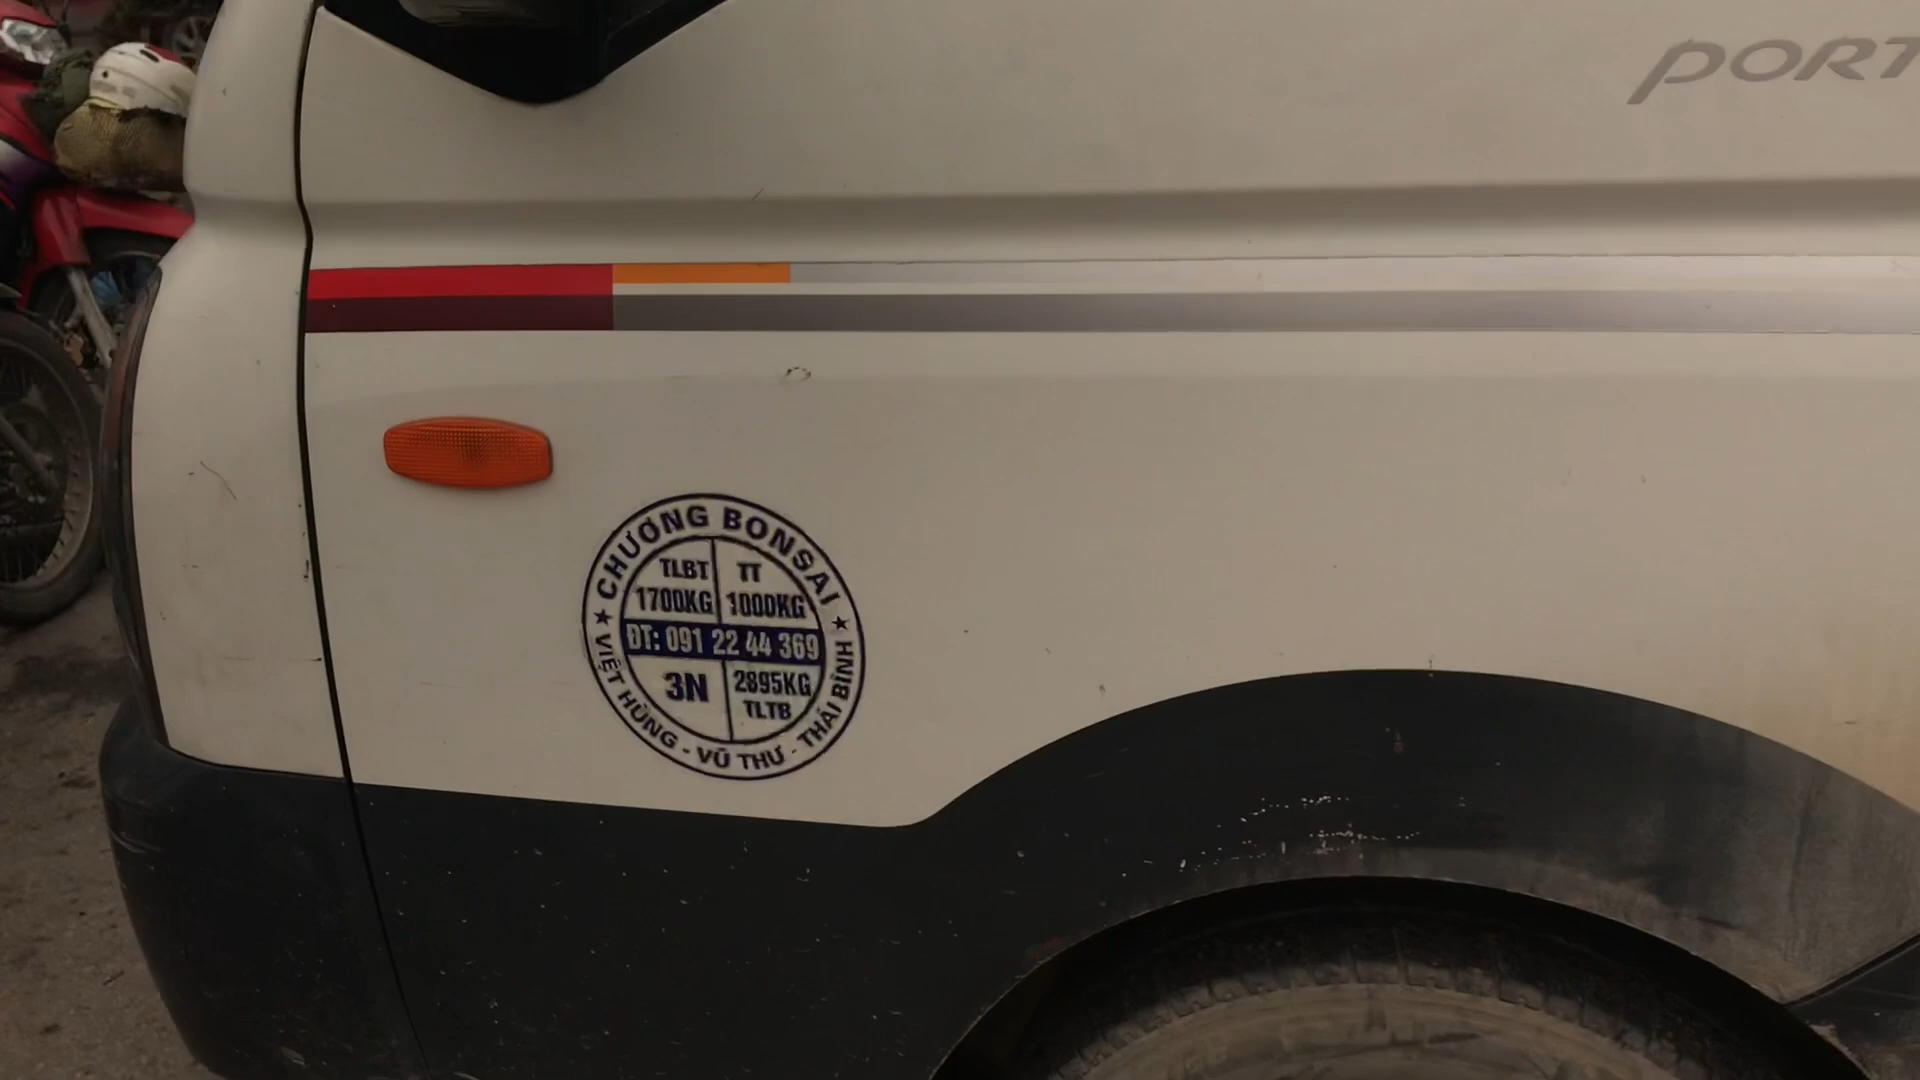 PORT
CHƯƠNG BONSAI
TLBT TT
1700KG 1000KG
ĐT: 091 22 44 369
3N 2895KG
TLTB
VIỆT HÙNG - VŨ THƯ - THÁI BÌNH